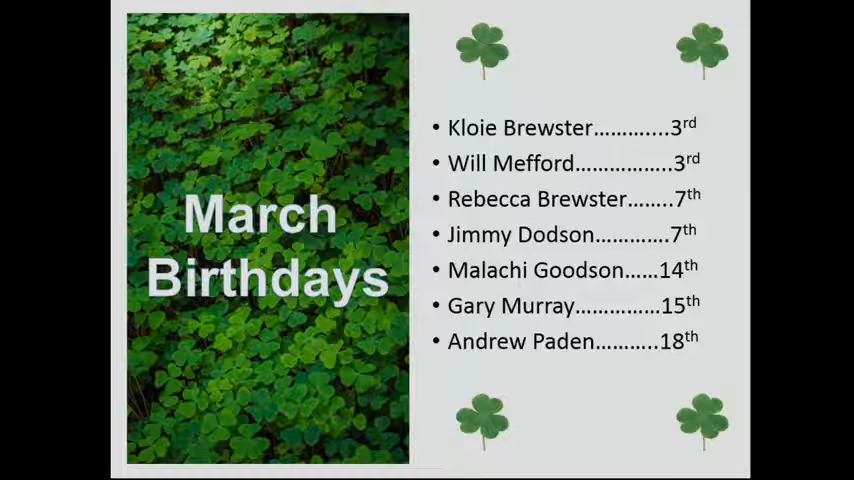 March
Birthdays
• Kloie Brewster…………....3rd
• Will Mefford……………..3rd
• Rebecca Brewster……..7th
• Jimmy Dodson………….7th
• Malachi Goodson……14th
• Gary Murray……………15th
• Andrew Paden………..18th